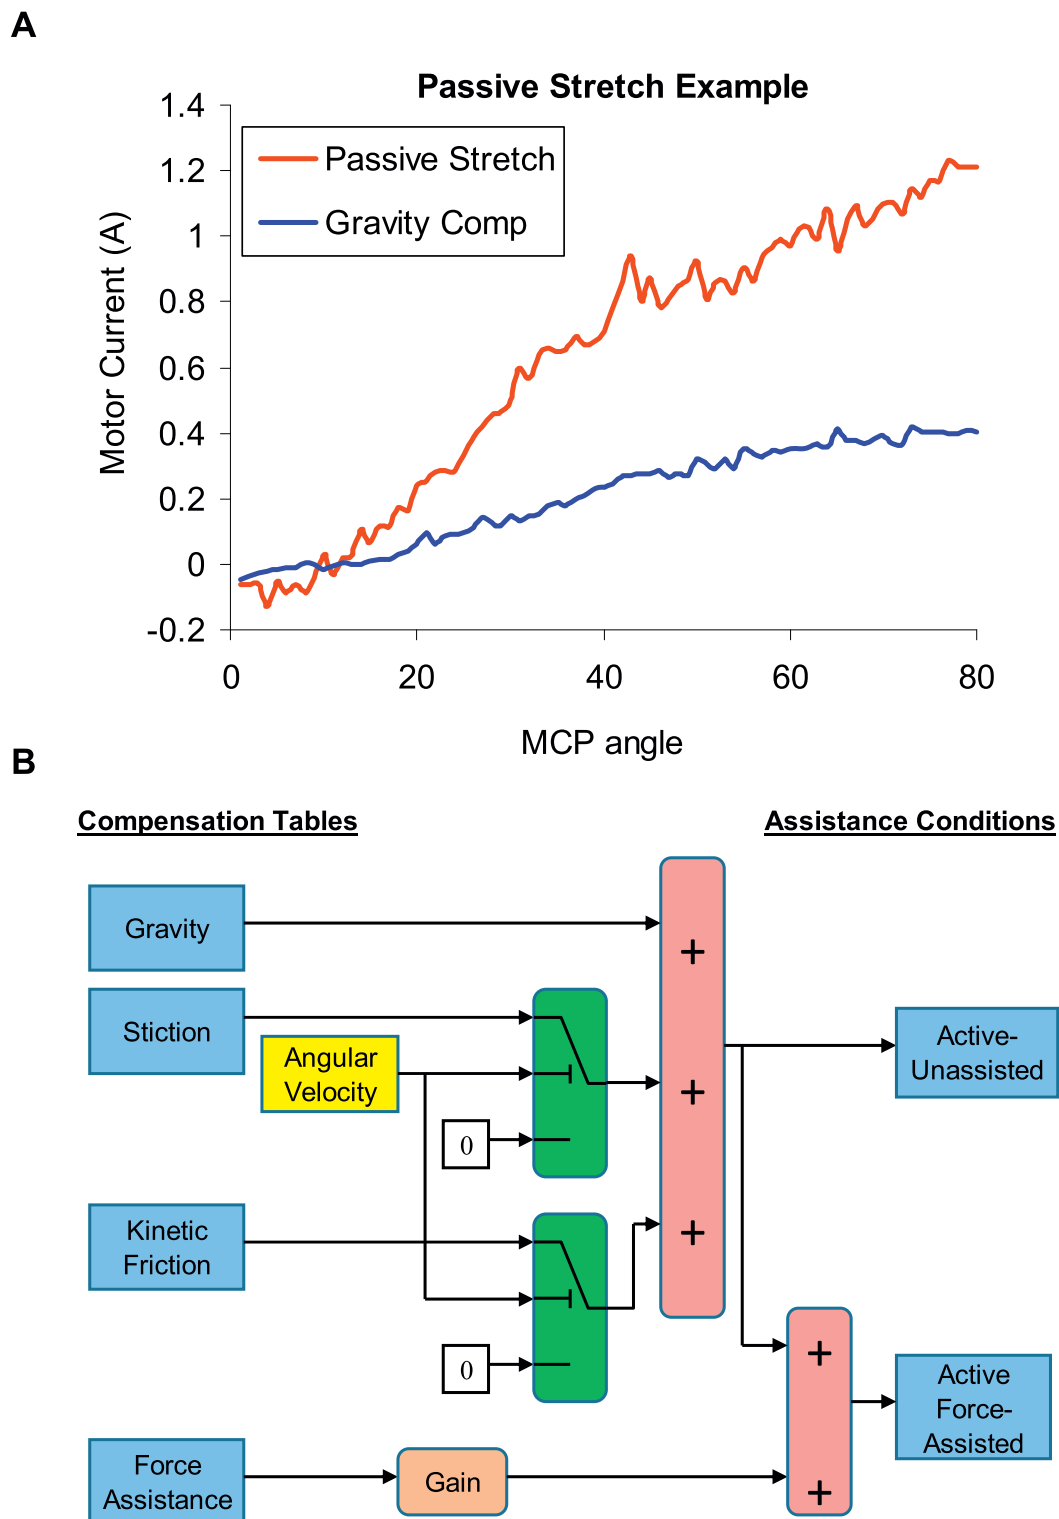 A
Passive Stretch Example
1.4
1.2
1
0.8
0.6
0.4
0.2
0
-0.2
Motor Current (A)
Passive Stretch
Gravity Comp
0 20 40 60 80
MCP angle
B
Compensation Tables
Assistance Conditions
Gravity
+
Stiction
Angular
Velocity
0
+
Active-
Unassisted
Kinetic
Friction
+
0
+
Active
Force-
Assisted
Force
Assistance
Gain
+